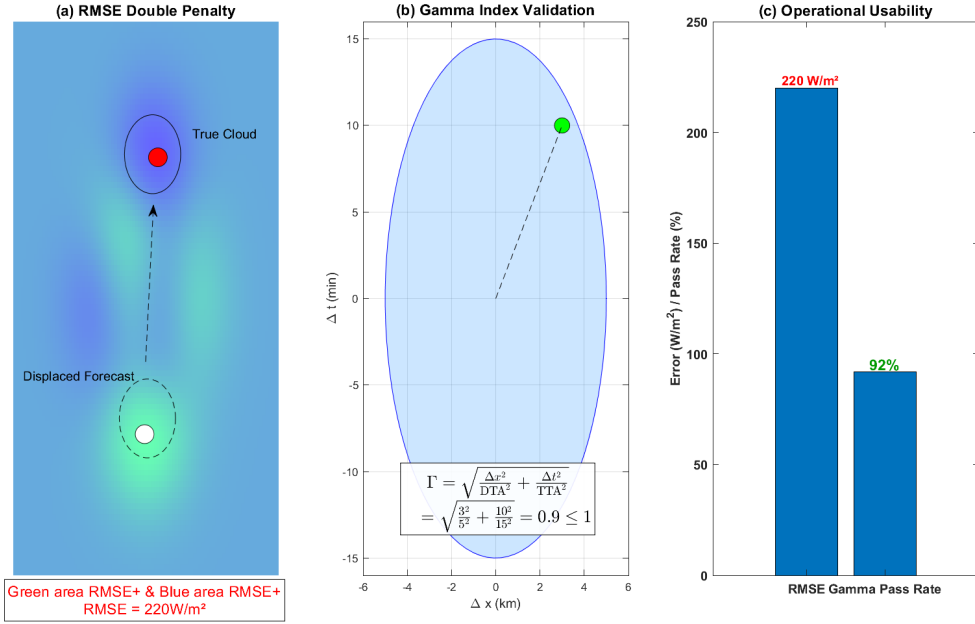 (a) RMSE Double Penalty
True Cloud
Displaced Forecast
Green area RMSE+ & Blue area RMSE+
RMSE = 220W/m²
(b) Gamma Index Validation
15
10
5
0
-5
-10
-15
Δ t (min)
Γ = √(Δx²/DTA² + Δt²/TTA²)
= √(3²/5² + 10²/15²) = 0.9 ≤ 1
-6 -4 -2 0 2 4 6
Δ x (km)
(c) Operational Usability
250
200
150
100
50
0
Error (W/m²) / Pass Rate (%)
220 W/m²
92%
RMSE Gamma Pass Rate